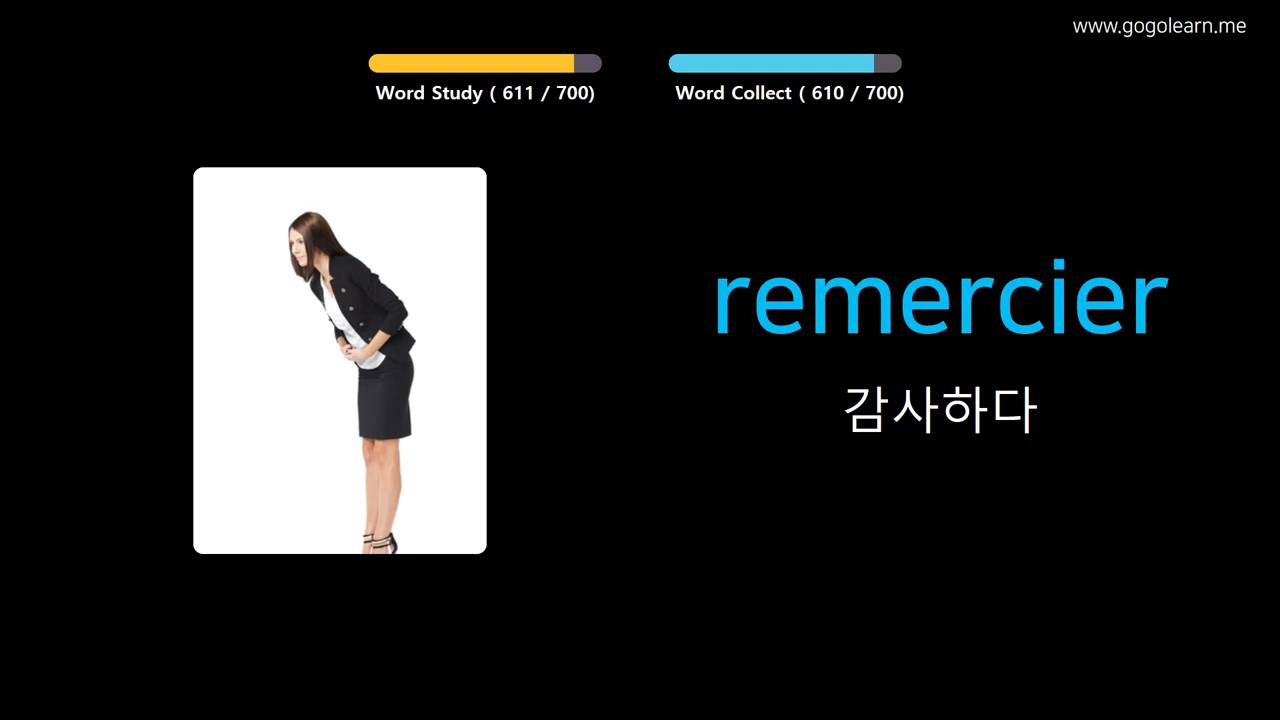 www.gogolearn.me
Word Study ( 611 / 700)
Word Collect ( 610 / 700)
remercier
감사하다